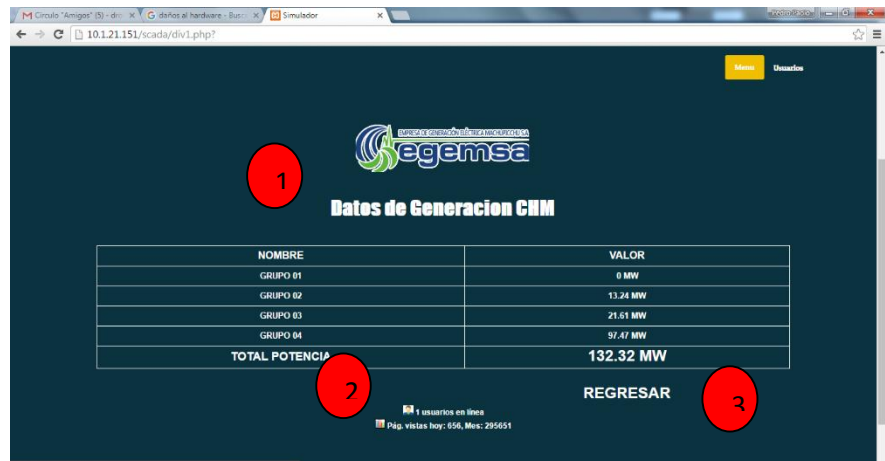 Circulo "Amigos" (5) - dro
daños al hardware - Busc
Simulador
10.1.21.151/scada/div1.php?
Menu Usuarios
EMPRESA DE GENERACIÓN ELÉCTRICA MACHUPICCHU SA
egemsa
1
Datos de Generacion CHM
NOMBRE VALOR
GRUPO 01 0 MW
GRUPO 02 13.24 MW
GRUPO 03 21.61 MW
GRUPO 04 97.47 MW
TOTAL POTENCIA 132.32 MW
2
REGRESAR
3
1 usuarios en línea
Pág. vistas hoy: 656, Mes: 295651